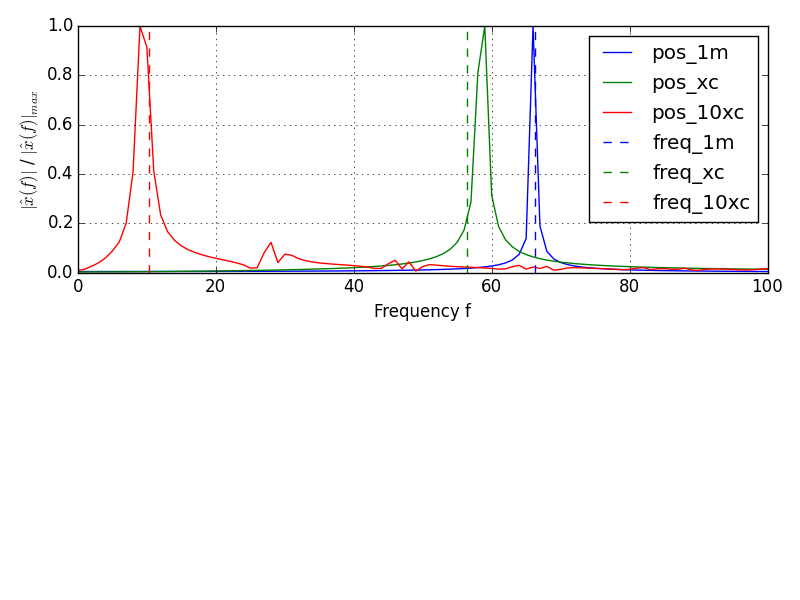 1.0
0.8
0.6
0.4
0.2
0.0
|x̂(f)| / |x̂(f)|max
0 20 40 60 80 100
Frequency f
pos_1m
pos_xc
pos_10xc
freq_1m
freq_xc
freq_10xc